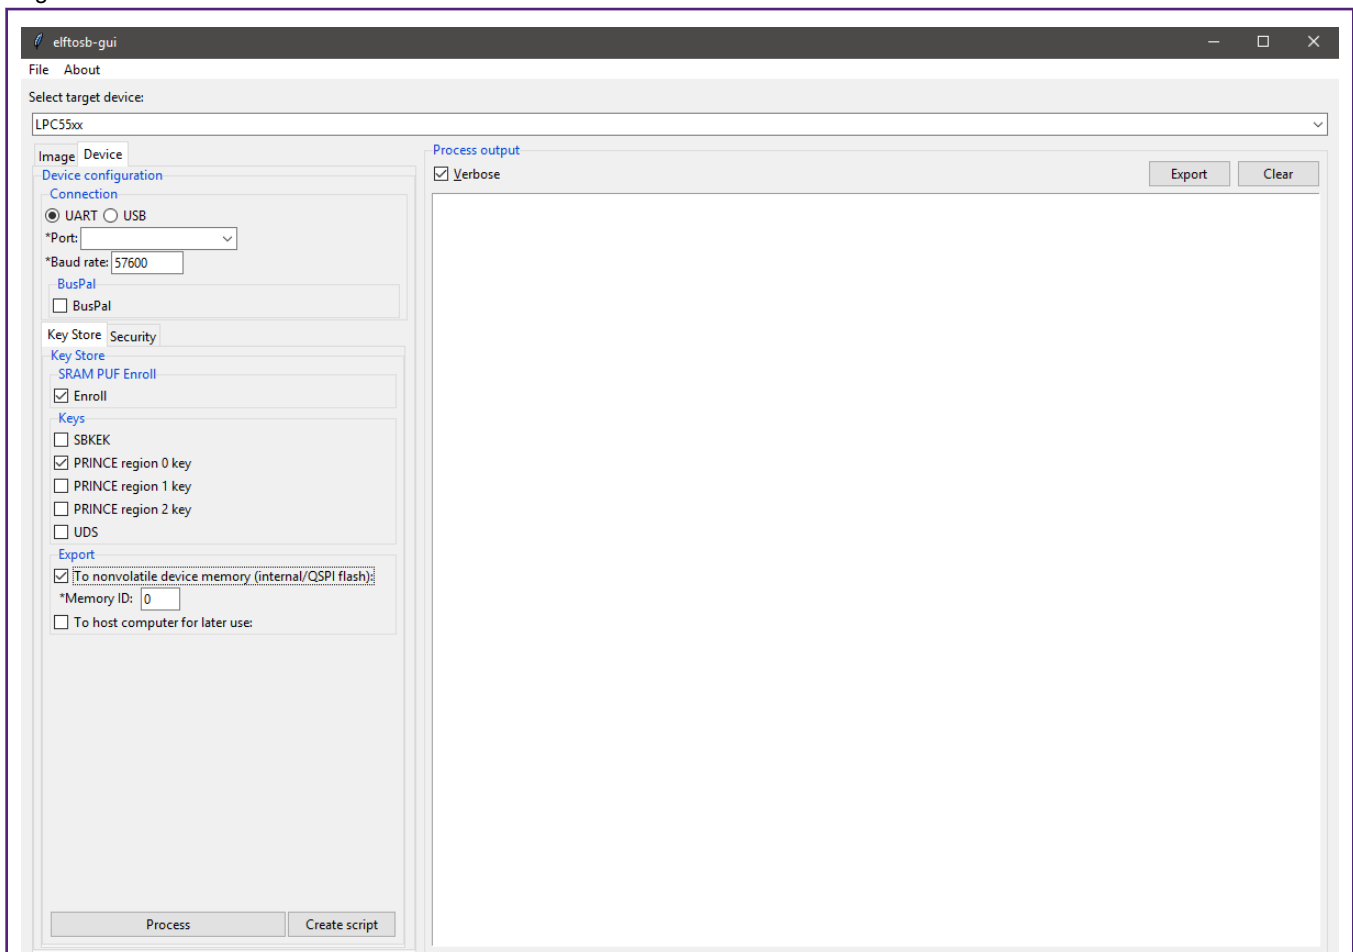 elftosb-gui
File About
Select target device:
LPC55xx
Image Device
Device configuration
Connection
UART USB
*Port:
*Baud rate: 57600
BusPal
BusPal
Key Store Security
Key Store
SRAM PUF Enroll
Enroll
Keys
SBKEK
PRINCE region 0 key
PRINCE region 1 key
PRINCE region 2 key
UDS
Export
To nonvolatile device memory (internal/QSPI flash):
*Memory ID: 0
To host computer for later use:
Process Create script
Process output
Verbose Export Clear